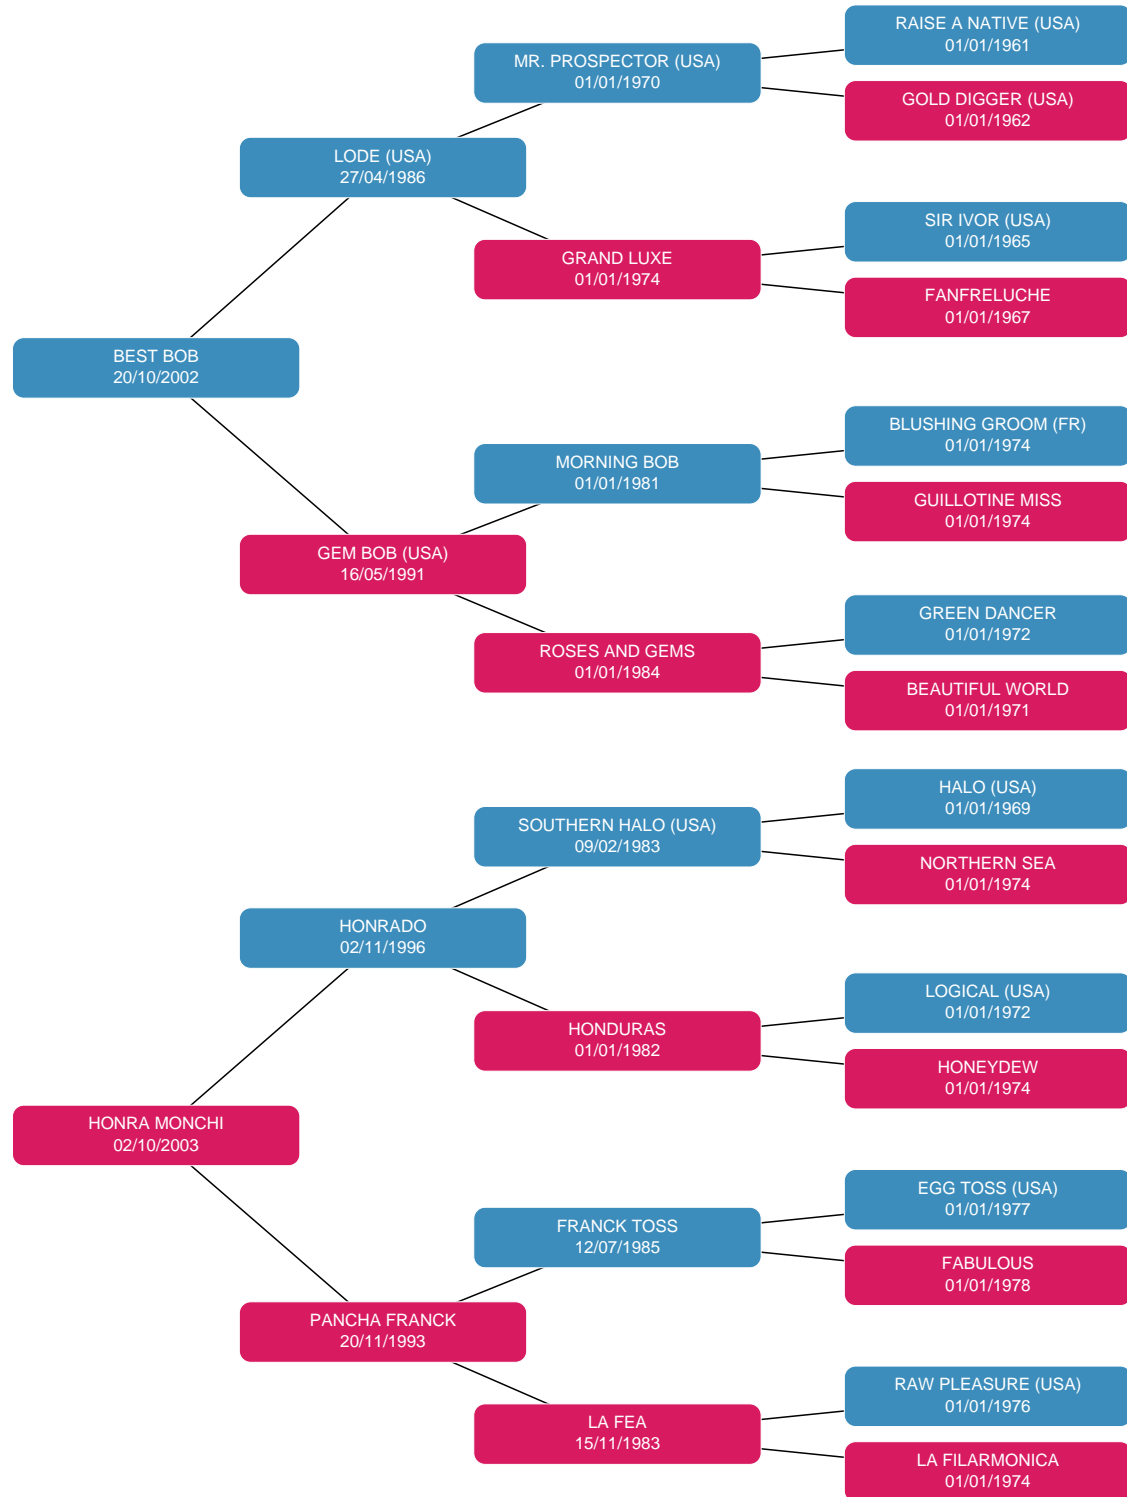 RAISE A NATIVE (USA)
01/01/1961
MR. PROSPECTOR (USA)
01/01/1970
GOLD DIGGER (USA)
01/01/1962
LODE (USA)
27/04/1986
SIR IVOR (USA)
01/01/1965
GRAND LUXE
01/01/1974
FANFRELUCHE
01/01/1967
BEST BOB
20/10/2002
BLUSHING GROOM (FR)
01/01/1974
MORNING BOB
01/01/1981
GUILLOTINE MISS
01/01/1974
GEM BOB (USA)
16/05/1991
GREEN DANCER
01/01/1972
ROSES AND GEMS
01/01/1984
BEAUTIFUL WORLD
01/01/1971
HALO (USA)
01/01/1969
SOUTHERN HALO (USA)
09/02/1983
NORTHERN SEA
01/01/1974
HONRADO
02/11/1996
LOGICAL (USA)
01/01/1972
HONDURAS
01/01/1982
HONEYDEW
01/01/1974
HONRA MONCHI
02/10/2003
EGG TOSS (USA)
01/01/1977
FRANCK TOSS
12/07/1985
FABULOUS
01/01/1978
PANCHA FRANCK
20/11/1993
RAW PLEASURE (USA)
01/01/1976
LA FEA
15/11/1983
LA FILARMONICA
01/01/1974